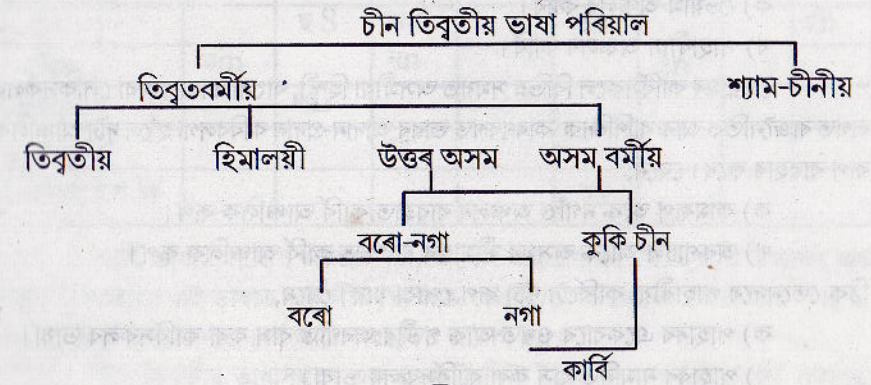 চীন তিব্বতীয় ভাষা পৰিয়াল
তিব্বতবৰ্মীয় শ্যাম-চীনীয়
তিব্বতীয় হিমালয়ী উত্তৰ অসম অসম বৰ্মীয়
বৰো-নগা কুকি চীন
বৰো নগা
কাৰ্বি